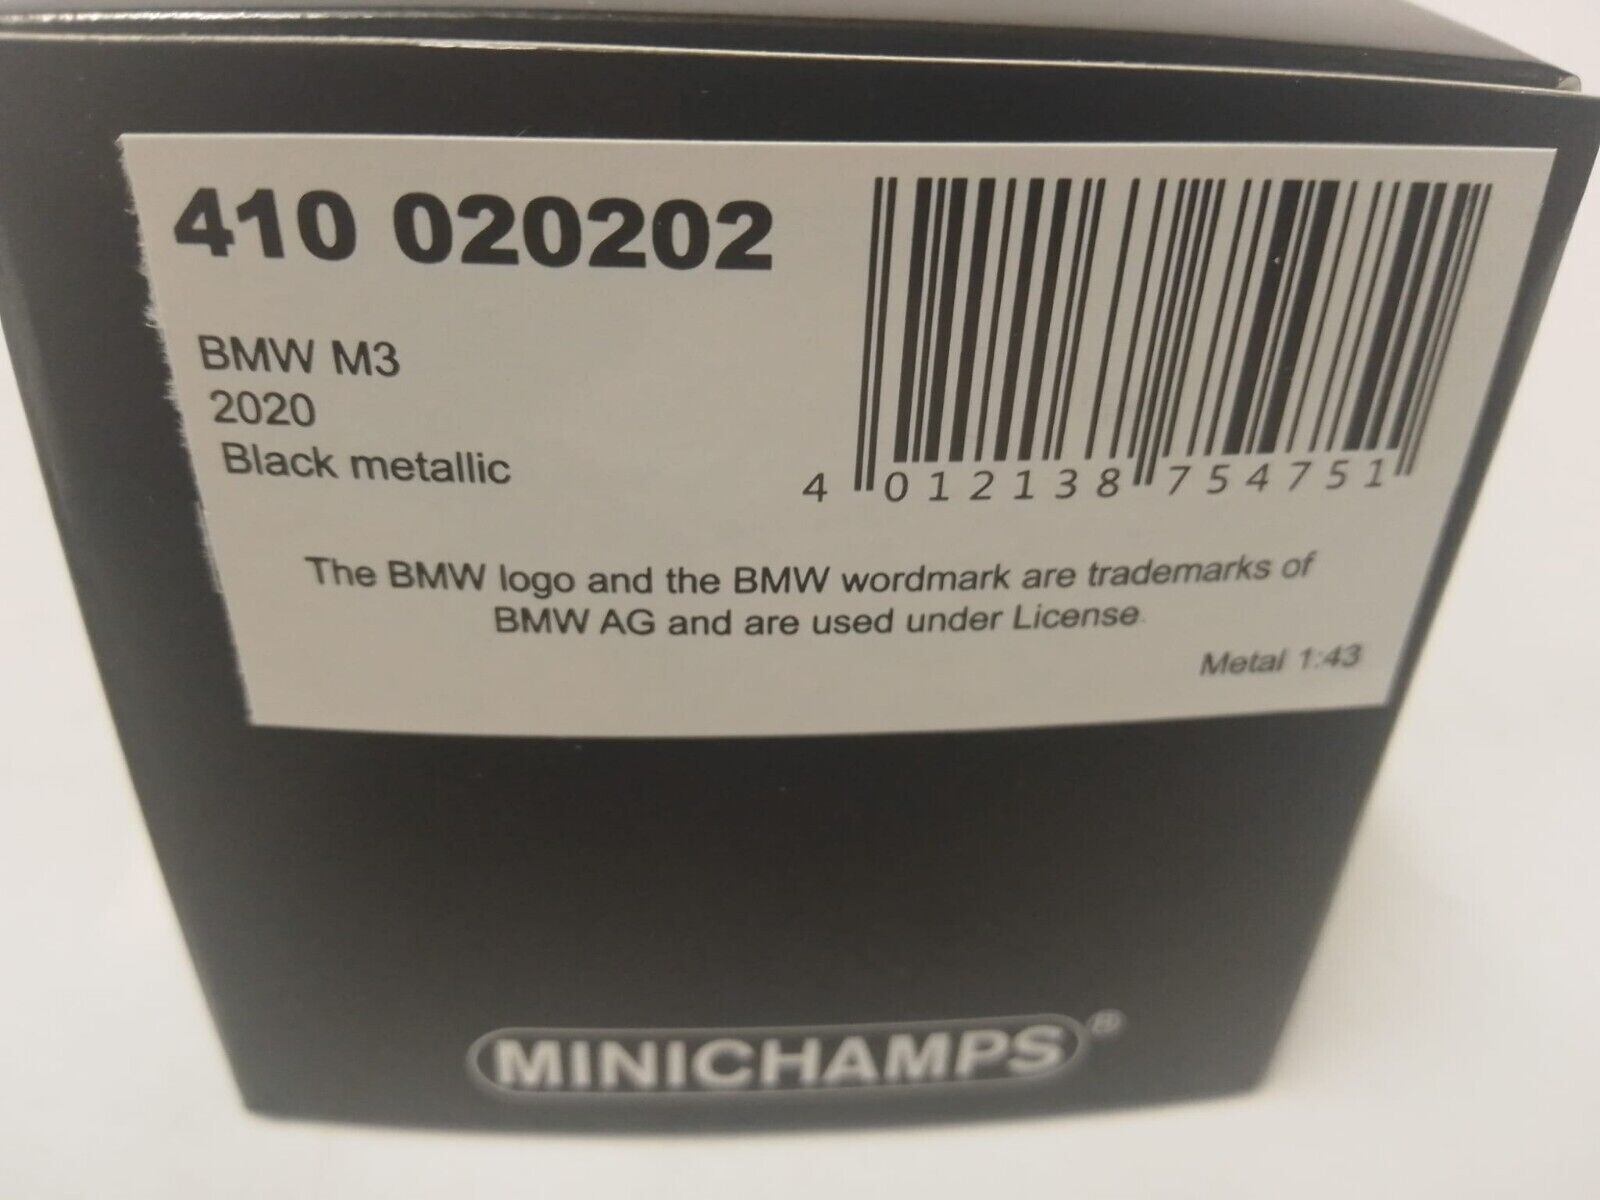 410 020202
BMW M3
2020
Black metallic
4 012138 754751
The BMW logo and the BMW wordmark are trademarks of
BMW AG and are used under License.
Metal 1:43
MINICHAMPS®